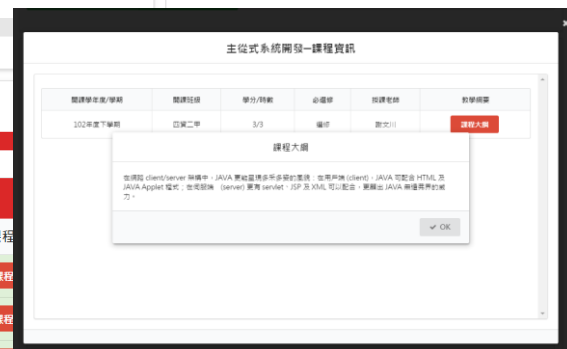 主從式系統開發—課程資訊
開課學年度/學期 開課班級 學分/時數 必選修 授課老師 教學綱要
102年度下學期 四資二甲 3/3 選修 課程大綱
課程大綱
在網路 client/server 架構中，JAVA 更能呈現多采多姿的風貌；在用戶端 (client)，JAVA 可配合 HTML 及
JAVA Applet 程式；在伺服端 (server) 更有 servlet、JSP 及 XML 可以配合，更顯出 JAVA 無遠弗界的威
力。
OK
程
課程
課程